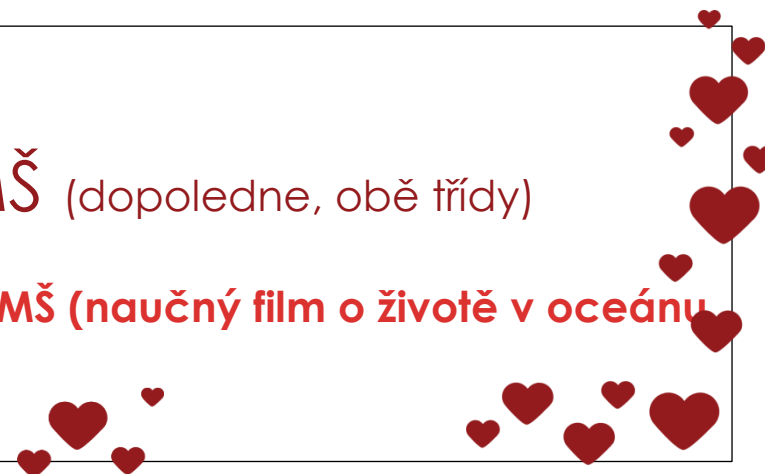 MŠ (dopoledne, obě třídy)
MŠ (naučný film o životě v oceánu